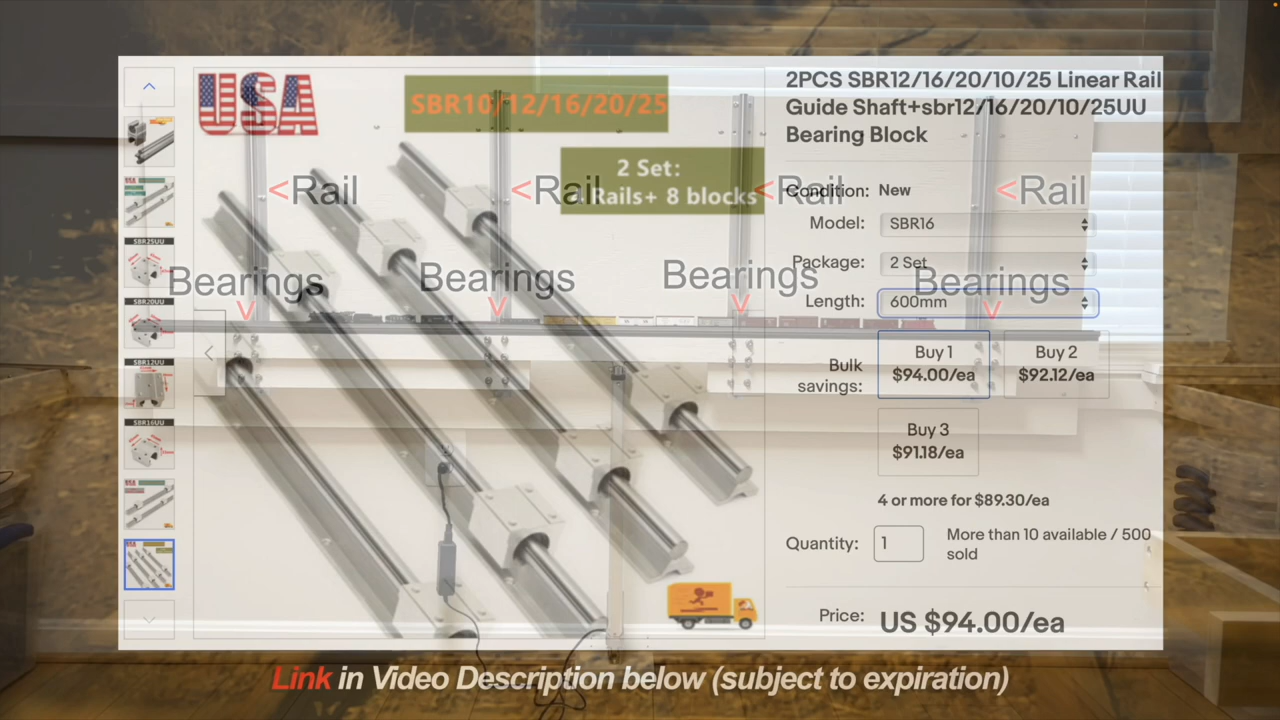 USA
SBR10/12/16/20/25
2 Set:
Rails+ 8 blocks
2PCS SBR12/16/20/10/25 Linear Rail
Guide Shaft+sbr12/16/20/10/25UU
Bearing Block
Condition: New
Model: SBR16
Package: 2 Set
Length: 600mm
Bulk
savings:
Buy 1
$94.00/ea
Buy 2
$92.12/ea
Buy 3
$91.18/ea
4 or more for $89.30/ea
Quantity: 1
More than 10 available / 500
sold
Price: US $94.00/ea
<Rail
<Rail
<Rail
<Rail
Bearings
Bearings
Bearings
Bearings
SBR25UU
SBR20UU
SBR12UU
SBR16UU
Link in Video Description below (subject to expiration)